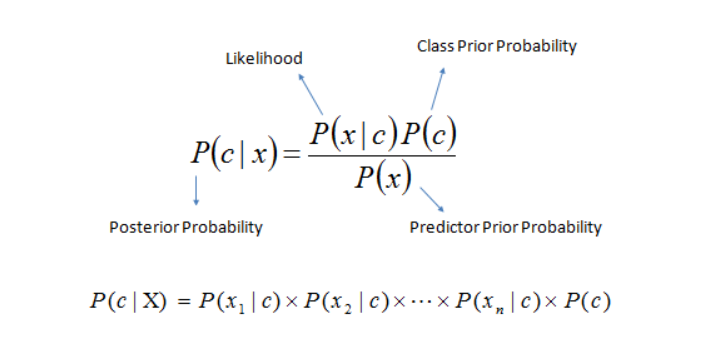 Class Prior Probability
Likelihood
P(c | x) = P(x | c)P(c) / P(x)
Posterior Probability
Predictor Prior Probability
P(c | X) = P(x₁ | c) × P(x₂ | c) × ⋯ × P(xₙ | c) × P(c)